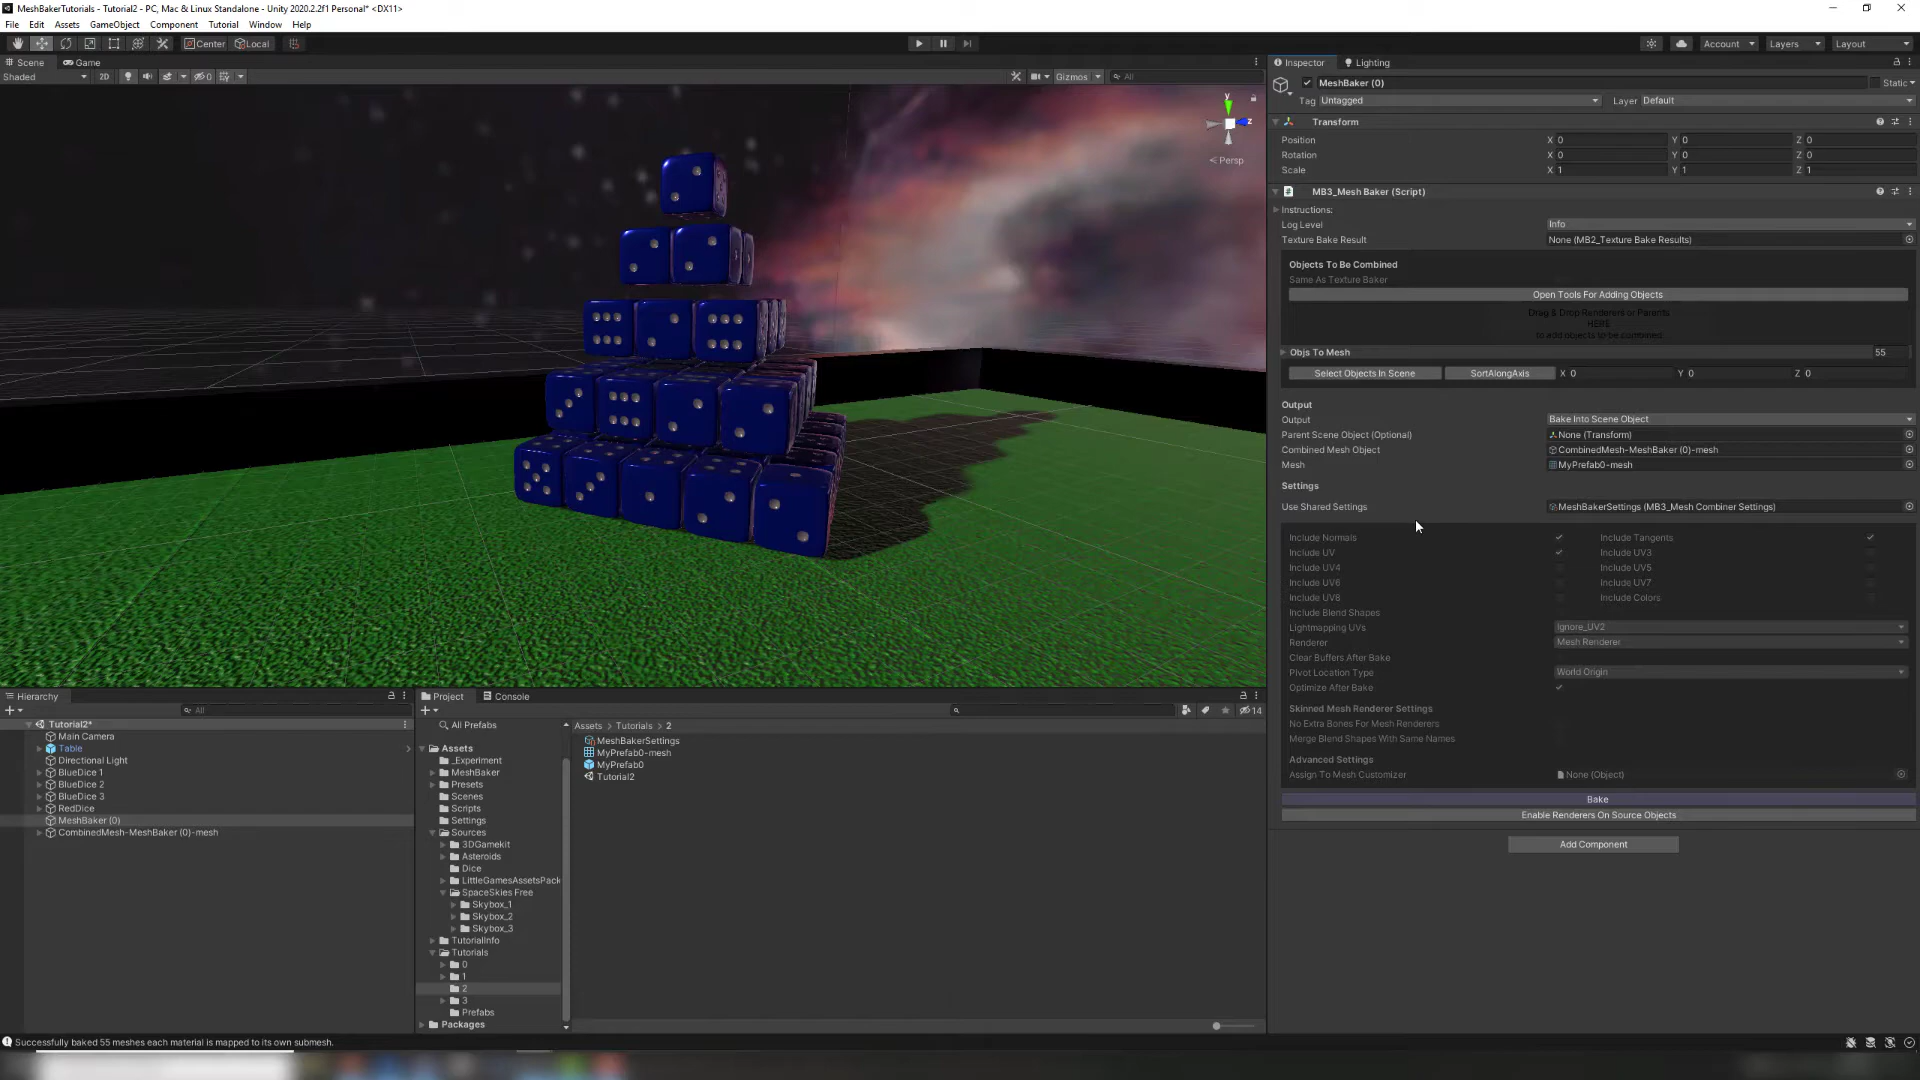 MeshBakerTutorials - Tutorial2 - PC, Mac & Linux Standalone - Unity 2020.2.2f1 Personal* <DX11>
File Edit Assets GameObject Component Tutorial Window Help
Center Local Account Layers Layout
Scene Game
Shaded 2D 0 Gizmos All
y
z
Persp
Inspector Lighting
MeshBaker (0) Static
Tag Untagged Layer Default
Transform
Position X 0 Y 0 Z 0
Rotation X 0 Y 0 Z 0
Scale X 1 Y 1 Z 1
MB3_Mesh Baker (Script)
Instructions:
Log Level Info
Texture Bake Result None (MB2_Texture Bake Results)
Objects To Be Combined
Same As Texture Baker
Open Tools For Adding Objects
Drag & Drop Renderers or Parents
HERE
to add objects to be combined
Objs To Mesh 55
Select Objects In Scene SortAlongAxis X 0 Y 0 Z 0
Output
Output Bake Into Scene Object
Parent Scene Object (Optional) None (Transform)
Combined Mesh Object CombinedMesh-MeshBaker (0)-mesh
Mesh MyPrefab0-mesh
Settings
Use Shared Settings MeshBakerSettings (MB3_Mesh Combiner Settings)
Include Normals Include Tangents
Include UV Include UV3
Include UV4 Include UV5
Include UV6 Include UV7
Include UV8 Include Colors
Include Blend Shapes
Lightmapping UVs Ignore_UV2
Renderer Mesh Renderer
Clear Buffers After Bake
Pivot Location Type World Origin
Optimize After Bake
Skinned Mesh Renderer Settings
No Extra Bones For Mesh Renderers
Merge Blend Shapes With Same Names
Advanced Settings
Assign To Mesh Customizer None (Object)
Bake
Enable Renderers On Source Objects
Add Component
Hierarchy
All
Tutorial2*
Main Camera
Table
Directional Light
BlueDice 1
BlueDice 2
BlueDice 3
RedDice
MeshBaker (0)
CombinedMesh-MeshBaker (0)-mesh
Project Console
14
All Prefabs
Assets
_Experiment
MeshBaker
Presets
Scenes
Scripts
Settings
Sources
3DGamekit
Asteroids
Dice
LittleGamesAssetsPack
SpaceSkies Free
Skybox_1
Skybox_2
Skybox_3
TutorialInfo
Tutorials
0
1
2
3
Prefabs
Packages
Assets > Tutorials > 2
MeshBakerSettings
MyPrefab0-mesh
MyPrefab0
Tutorial2
Successfully baked 55 meshes each material is mapped to its own submesh.